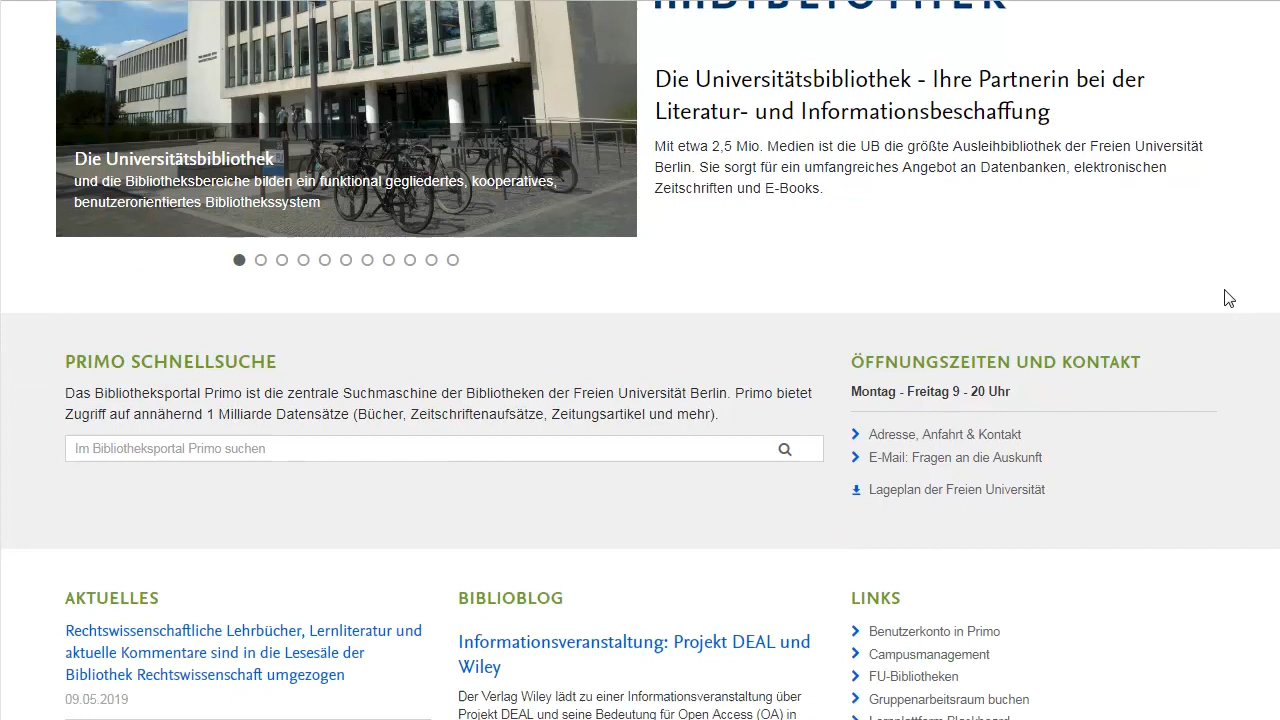 BIBLIOTHEK
Die Universitätsbibliothek - Ihre Partnerin bei der
Literatur- und Informationsbeschaffung
Mit etwa 2,5 Mio. Medien ist die UB die größte Ausleihbibliothek der Freien Universität
Berlin. Sie sorgt für ein umfangreiches Angebot an Datenbanken, elektronischen
Zeitschriften und E-Books.
Die Universitätsbibliothek
und die Bibliotheksbereiche bilden ein funktional gegliedertes, kooperatives,
benutzerorientiertes Bibliothekssystem
PRIMO SCHNELLSUCHE
Das Bibliotheksportal Primo ist die zentrale Suchmaschine der Bibliotheken der Freien Universität Berlin. Primo bietet
Zugriff auf annähernd 1 Milliarde Datensätze (Bücher, Zeitschriftenaufsätze, Zeitungsartikel und mehr).
Im Bibliotheksportal Primo suchen
ÖFFNUNGSZEITEN UND KONTAKT
Montag - Freitag 9 - 20 Uhr
Adresse, Anfahrt & Kontakt
E-Mail: Fragen an die Auskunft
Lageplan der Freien Universität
AKTUELLES
Rechtswissenschaftliche Lehrbücher, Lernliteratur und
aktuelle Kommentare sind in die Lesesäle der
Bibliothek Rechtswissenschaft umgezogen
09.05.2019
BIBLIOBLOG
Informationsveranstaltung: Projekt DEAL und
Wiley
Der Verlag Wiley lädt zu einer Informationsveranstaltung über
Projekt DEAL und seine Bedeutung für Open Access (OA) in
LINKS
Benutzerkonto in Primo
Campusmanagement
FU-Bibliotheken
Gruppenarbeitsraum buchen
Lernplattform Blackboard